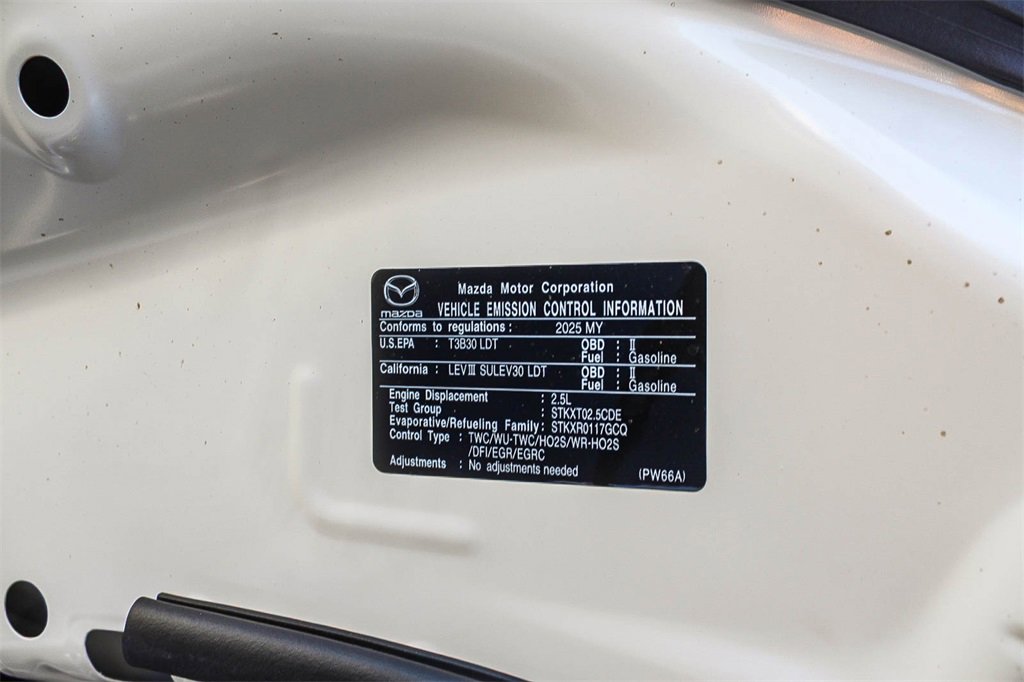 Mazda Motor Corporation
mazda VEHICLE EMISSION CONTROL INFORMATION
Conforms to regulations : 2025 MY
U.S.EPA : T3B30 LDT OBD : II
Fuel : Gasoline
California : LEVⅢ SULEV30 LDT OBD : II
Fuel : Gasoline
Engine Displacement : 2.5L
Test Group : STKXT02.5CDE
Evaporative/Refueling Family : STKXR0117GCQ
Control Type : TWC/WU-TWC/HO2S/WR-HO2S
/DFI/EGR/EGRC
Adjustments : No adjustments needed (PW66A)